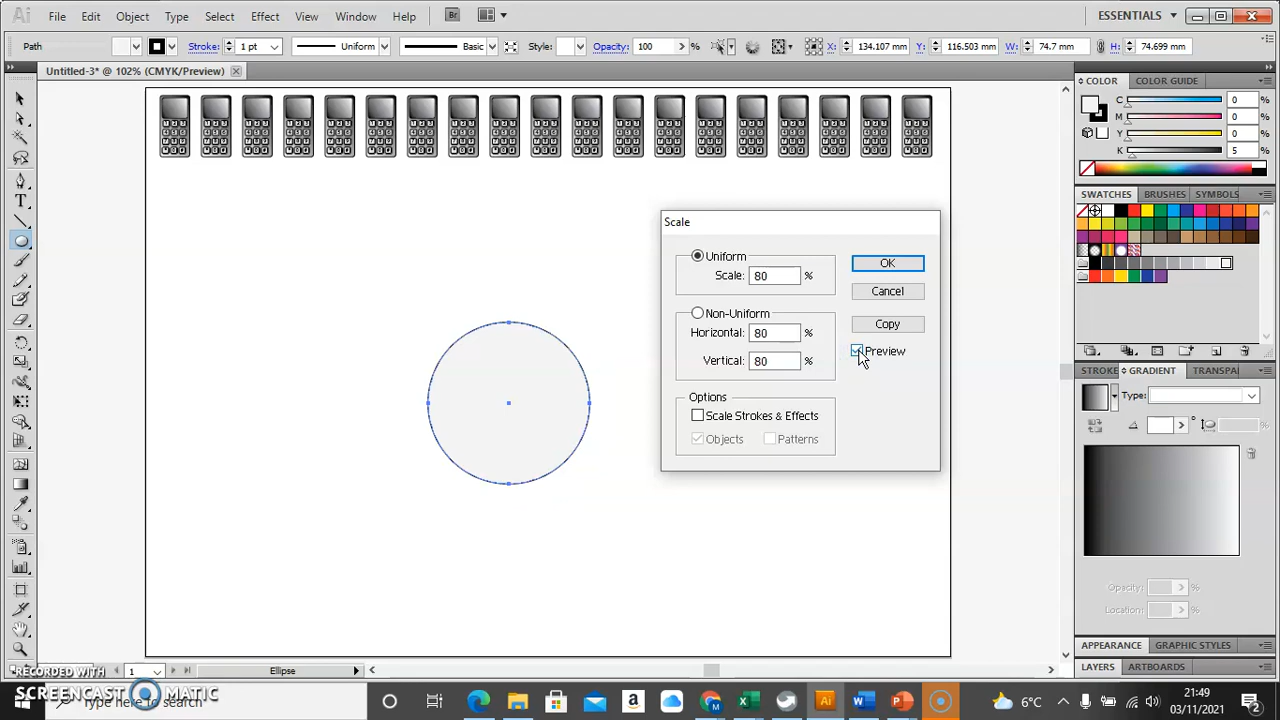 Ai File Edit Object Type Select Effect View Window Help Br ESSENTIALS
Path Stroke: 1 pt Uniform Basic Style: Opacity: 100 % X: 134.107 mm Y: 116.503 mm W: 74.7 mm H: 74.699 mm
Untitled-3* @ 102% (CMYK/Preview)
COLOR COLOR GUIDE
C 0 %
M 0 %
Y 0 %
K 5 %
SWATCHES BRUSHES SYMBOLS
Scale
Uniform
Scale: 80 %
OK
Cancel
Non-Uniform
Horizontal: 80 %
Vertical: 80 %
Copy
Preview
Options
Scale Strokes & Effects
Objects Patterns
STROKE GRADIENT TRANSPA
Type:
°
%
Opacity: %
Location: %
APPEARANCE GRAPHIC STYLES
LAYERS ARTBOARDS
1 Ellipse
RECORDED WITH
SCREENCAST MATIC
Type here to search
6°C
21:49
03/11/2021
2